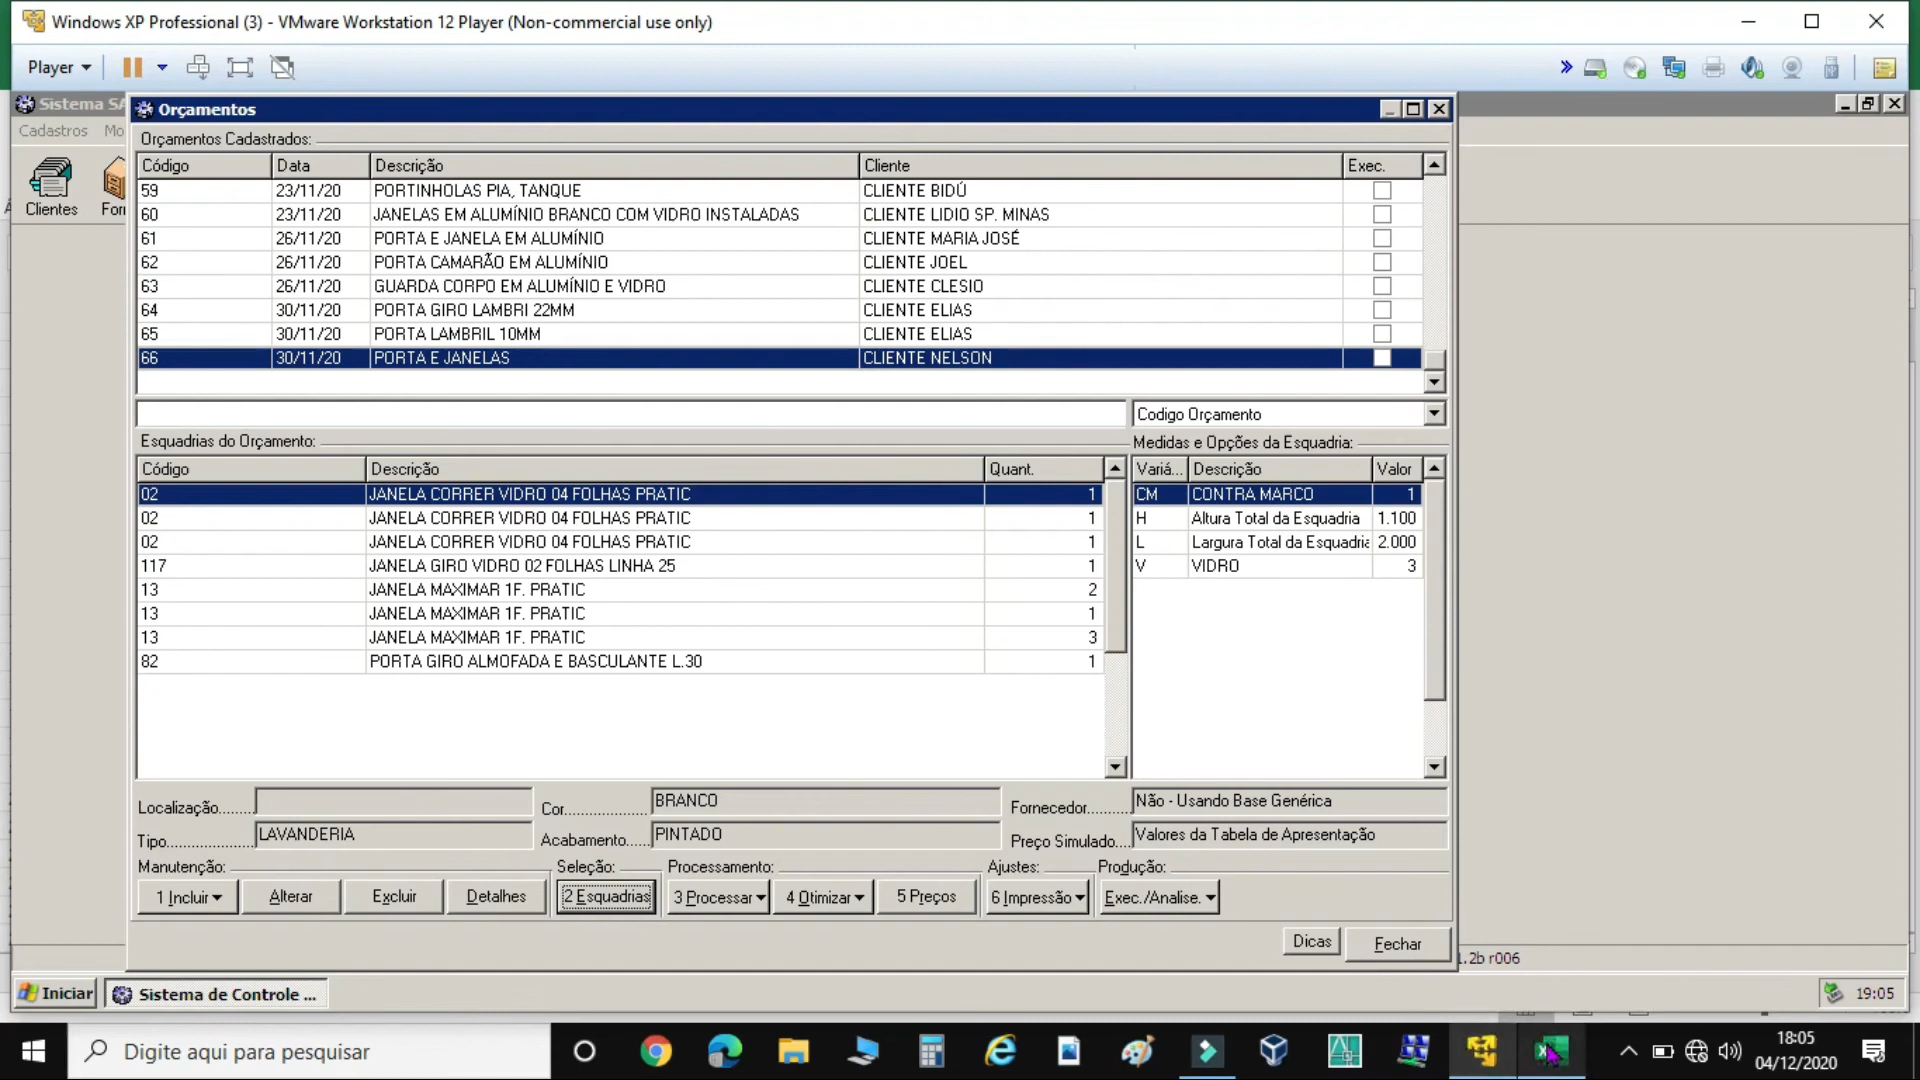 Windows XP Professional (3) - VMware Workstation 12 Player (Non-commercial use only)
Player
Sistema SA
Orçamentos
Cadastros Mo
Orçamentos Cadastrados:
Código Data Descrição Cliente Exec.
59 23/11/20 PORTINHOLAS PIA, TANQUE CLIENTE BIDÚ
60 23/11/20 JANELAS EM ALUMÍNIO BRANCO COM VIDRO INSTALADAS CLIENTE LIDIO SP. MINAS
61 26/11/20 PORTA E JANELA EM ALUMÍNIO CLIENTE MARIA JOSÉ
62 26/11/20 PORTA CAMARÃO EM ALUMÍNIO CLIENTE JOEL
63 26/11/20 GUARDA CORPO EM ALUMÍNIO E VIDRO CLIENTE CLESIO
64 30/11/20 PORTA GIRO LAMBRI 22MM CLIENTE ELIAS
65 30/11/20 PORTA LAMBRIL 10MM CLIENTE ELIAS
66 30/11/20 PORTA E JANELAS CLIENTE NELSON
Clientes Forn
Codigo Orçamento
Esquadrias do Orçamento: Medidas e Opções da Esquadria:
Código Descrição Quant. Variá... Descrição Valor
02 JANELA CORRER VIDRO 04 FOLHAS PRATIC 1 CM CONTRA MARCO 1
02 JANELA CORRER VIDRO 04 FOLHAS PRATIC 1 H Altura Total da Esquadria 1.100
02 JANELA CORRER VIDRO 04 FOLHAS PRATIC 1 L Largura Total da Esquadria 2.000
117 JANELA GIRO VIDRO 02 FOLHAS LINHA 25 1 V VIDRO 3
13 JANELA MAXIMAR 1F. PRATIC 2
13 JANELA MAXIMAR 1F. PRATIC 1
13 JANELA MAXIMAR 1F. PRATIC 3
82 PORTA GIRO ALMOFADA E BASCULANTE L.30 1
Localização........ Cor................ BRANCO Fornecedor......... Não - Usando Base Genérica
Tipo................... LAVANDERIA Acabamento..... PINTADO Preço Simulado.... Valores da Tabela de Apresentação
Manutenção: Seleção: Processamento: Ajustes: Produção:
1 Incluir Alterar Excluir Detalhes 2 Esquadrias 3 Processar 4 Otimizar 5 Preços 6 Impressão Exec./Analise.
Dicas Fechar
1.2b r006
Iniciar Sistema de Controle ... 19:05
Digite aqui para pesquisar
18:05
04/12/2020